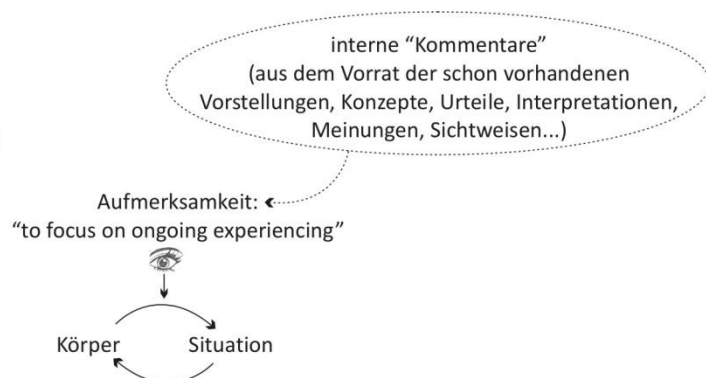 interne “Kommentare”
(aus dem Vorrat der schon vorhandenen
Vorstellungen, Konzepte, Urteile, Interpretationen,
Meinungen, Sichtweisen...)
Aufmerksamkeit:
“to focus on ongoing experiencing”
Körper Situation